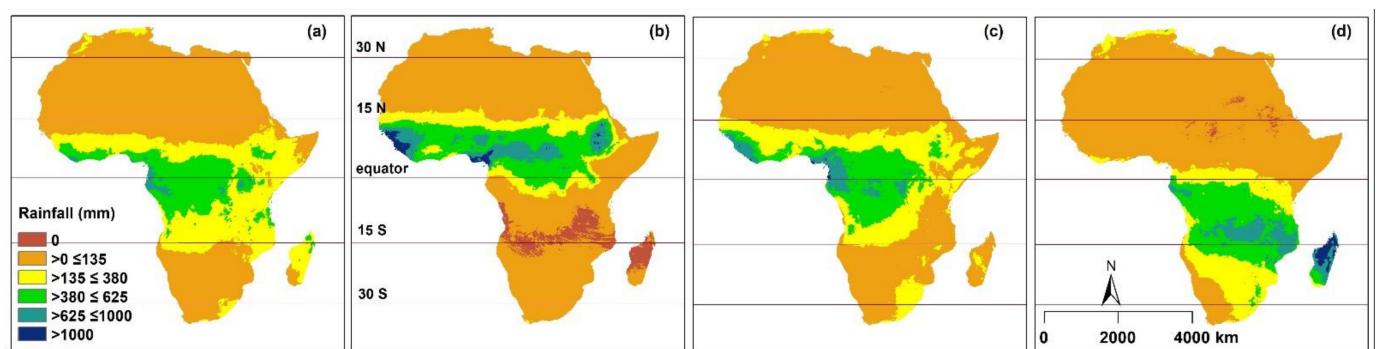 (a)
(b)
(c)
(d)
30 N
15 N
equator
15 S
30 S
Rainfall (mm)
0
>0 ≤135
>135 ≤ 380
>380 ≤ 625
>625 ≤1000
>1000
N
0 2000 4000 km